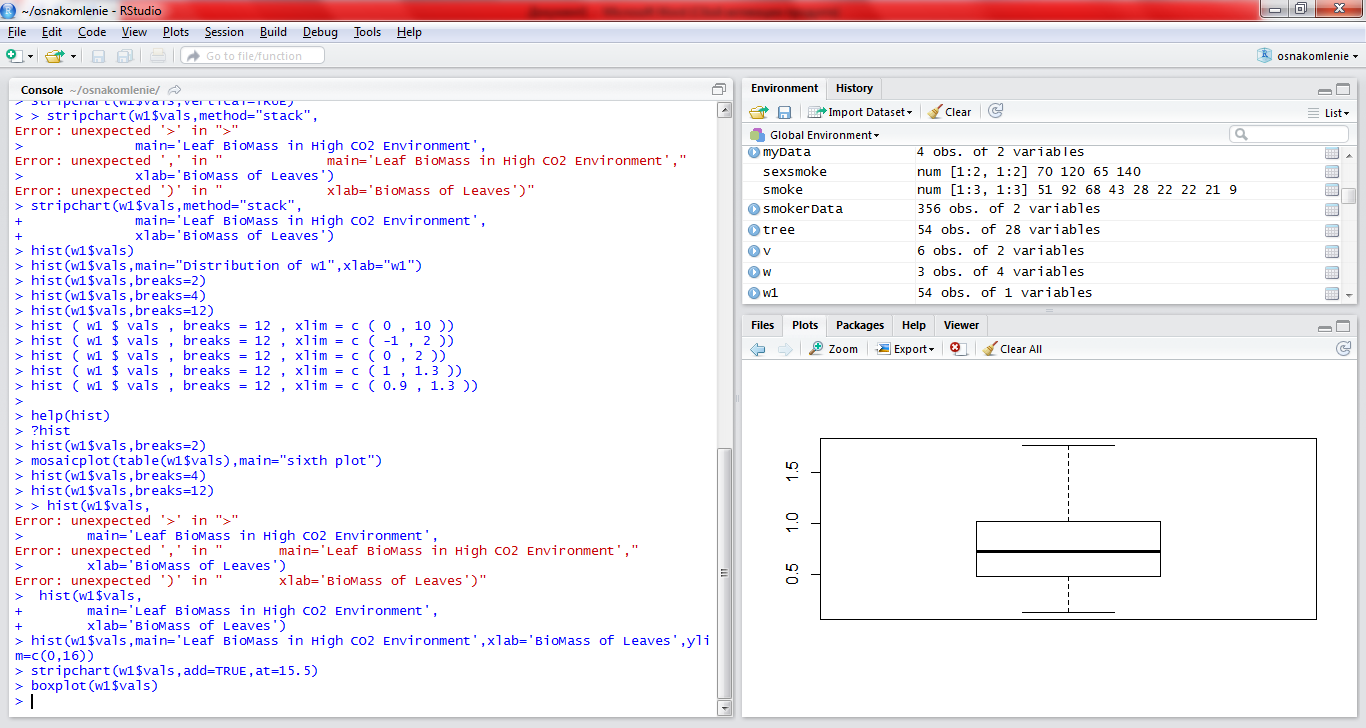 ~/osnakomlenie - RStudio
File Edit Code View Plots Session Build Debug Tools Help
Go to file/function
osnakomlenie
Console ~/osnakomlenie/
> stripchart(w1$vals,vertical=TRUE)
> > stripchart(w1$vals,method="stack",
Error: unexpected '>' in ">"
> main='Leaf BioMass in High CO2 Environment',
Error: unexpected ',' in " main='Leaf BioMass in High CO2 Environment',"
> xlab='BioMass of Leaves')
Error: unexpected ')' in " xlab='BioMass of Leaves')"
> stripchart(w1$vals,method="stack",
+ main='Leaf BioMass in High CO2 Environment',
+ xlab='BioMass of Leaves')
> hist(w1$vals)
> hist(w1$vals,main="Distribution of w1",xlab="w1")
> hist(w1$vals,breaks=2)
> hist(w1$vals,breaks=4)
> hist(w1$vals,breaks=12)
> hist ( w1 $ vals , breaks = 12 , xlim = c ( 0 , 10 ))
> hist ( w1 $ vals , breaks = 12 , xlim = c ( -1 , 2 ))
> hist ( w1 $ vals , breaks = 12 , xlim = c ( 0 , 2 ))
> hist ( w1 $ vals , breaks = 12 , xlim = c ( 1 , 1.3 ))
> hist ( w1 $ vals , breaks = 12 , xlim = c ( 0.9 , 1.3 ))
>
> help(hist)
> ?hist
> hist(w1$vals,breaks=2)
> mosaicplot(table(w1$vals),main="sixth plot")
> hist(w1$vals,breaks=4)
> hist(w1$vals,breaks=12)
> > hist(w1$vals,
Error: unexpected '>' in ">"
> main='Leaf BioMass in High CO2 Environment',
Error: unexpected ',' in " main='Leaf BioMass in High CO2 Environment',"
> xlab='BioMass of Leaves')
Error: unexpected ')' in " xlab='BioMass of Leaves')"
> hist(w1$vals,
+ main='Leaf BioMass in High CO2 Environment',
+ xlab='BioMass of Leaves')
> hist(w1$vals,main='Leaf BioMass in High CO2 Environment',xlab='BioMass of Leaves',yli
m=c(0,16))
> stripchart(w1$vals,add=TRUE,at=15.5)
> boxplot(w1$vals)
>
Environment History
Import Dataset Clear List
Global Environment
myData 4 obs. of 2 variables
sexsmoke num [1:2, 1:2] 70 120 65 140
smoke num [1:3, 1:3] 51 92 68 43 28 22 22 21 9
smokerData 356 obs. of 2 variables
tree 54 obs. of 28 variables
v 6 obs. of 2 variables
w 3 obs. of 4 variables
w1 54 obs. of 1 variables
Files Plots Packages Help Viewer
Zoom Export Clear All
1.5
1.0
0.5